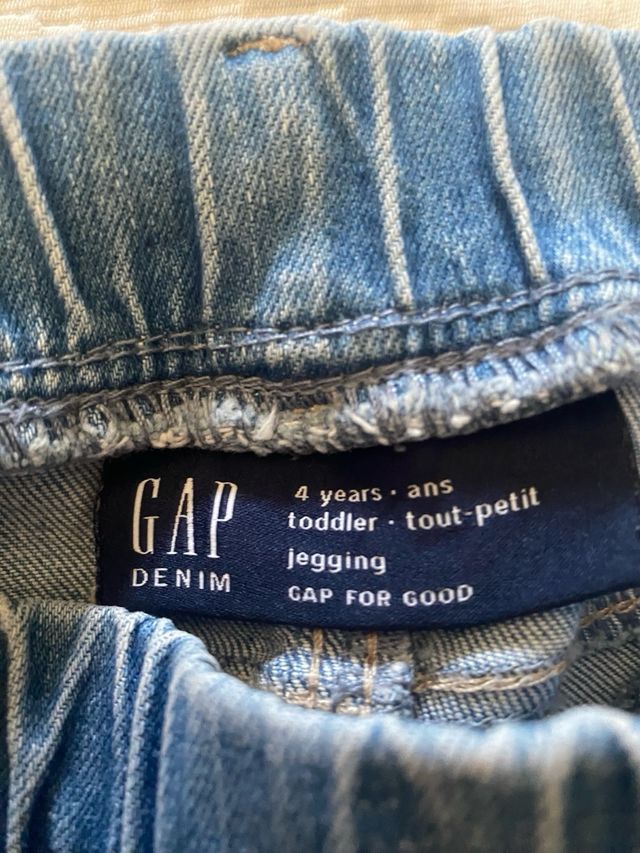 GAP
DENIM
4 years · ans
toddler · tout-petit
jegging
GAP FOR GOOD